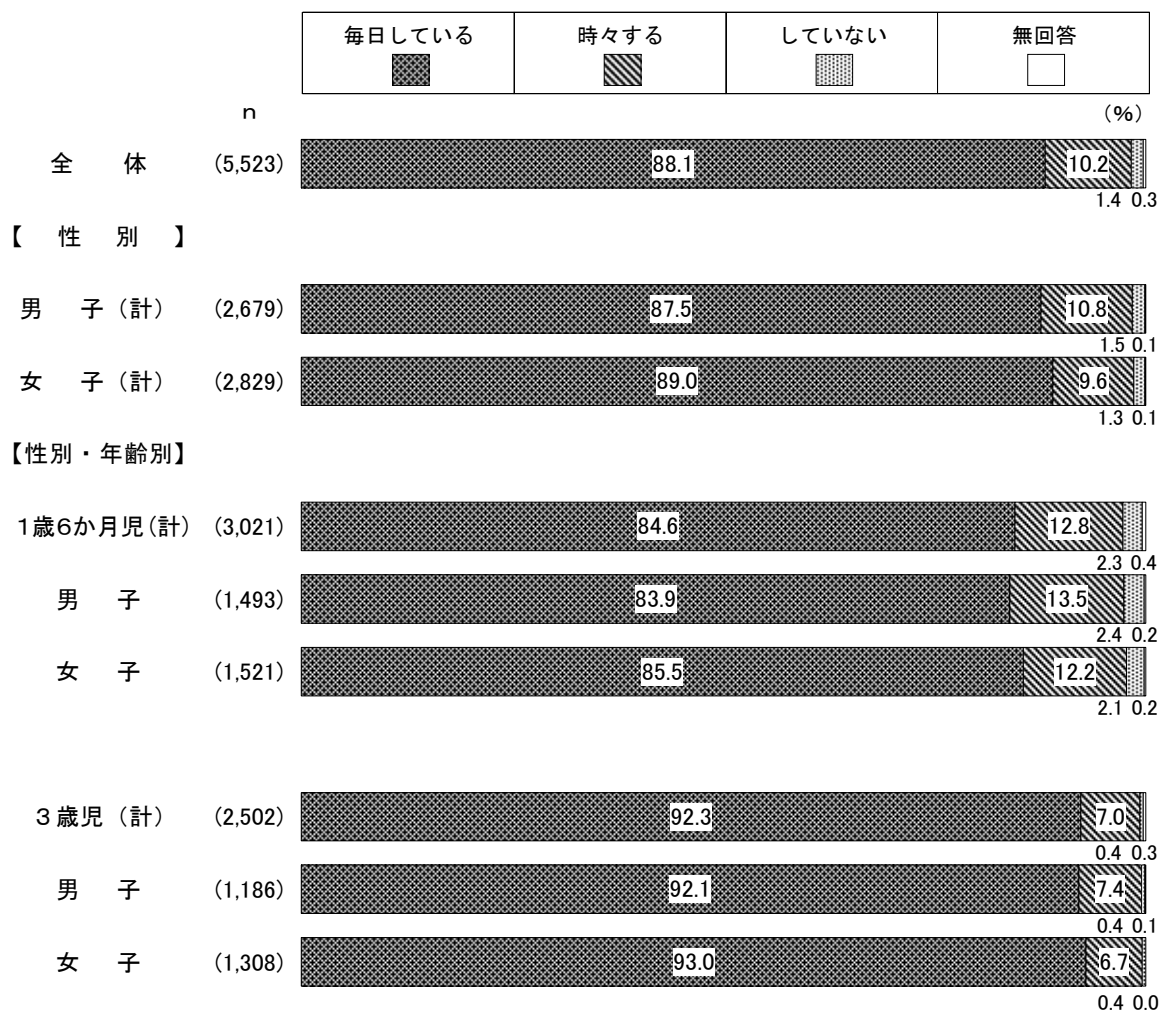 毎日している 時々する していない 無回答
n (%)
全 体 (5,523) 88.1 10.2
1.4 0.3
【 性 別 】
男 子（計） (2,679) 87.5 10.8
1.5 0.1
女 子（計） (2,829) 89.0 9.6
1.3 0.1
【性別・年齢別】
1歳6か月児（計） (3,021) 84.6 12.8
2.3 0.4
男 子 (1,493) 83.9 13.5
2.4 0.2
女 子 (1,521) 85.5 12.2
2.1 0.2
３歳児（計） (2,502) 92.3 7.0
0.4 0.3
男 子 (1,186) 92.1 7.4
0.4 0.1
女 子 (1,308) 93.0 6.7
0.4 0.0